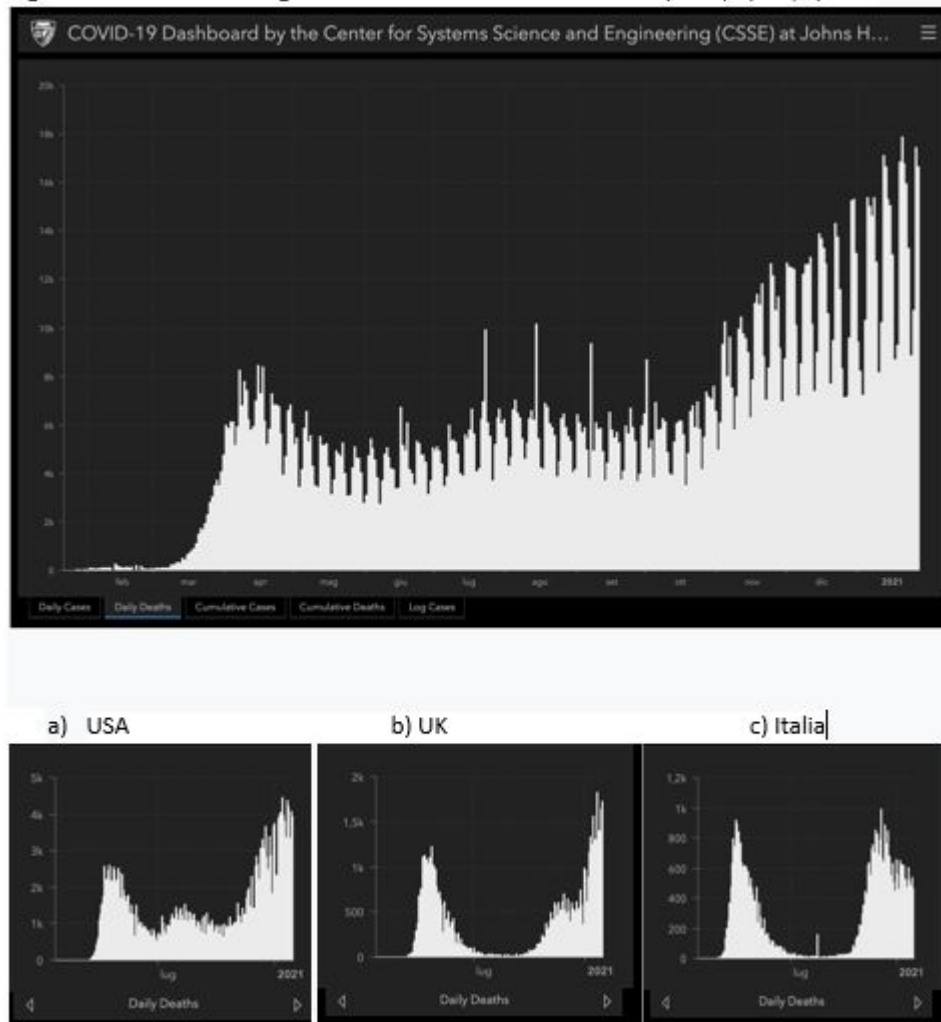 COVID-19 Dashboard by the Center for Systems Science and Engineering (CSSE) at Johns H...
20k
18k
16k
14k
12k
10k
8k
6k
4k
2k
0
feb mar apr mag giu lug ago set ott nov dic 2021
Daily Cases Daily Deaths Cumulative Cases Cumulative Deaths Log Cases
a) USA b) UK c) Italia
5k
4k
3k
2k
1k
0
lug 2021
Daily Deaths
2k
1,5k
1k
500
0
lug 2021
Daily Deaths
1,2k
1k
800
600
400
200
0
lug 2021
Daily Deaths